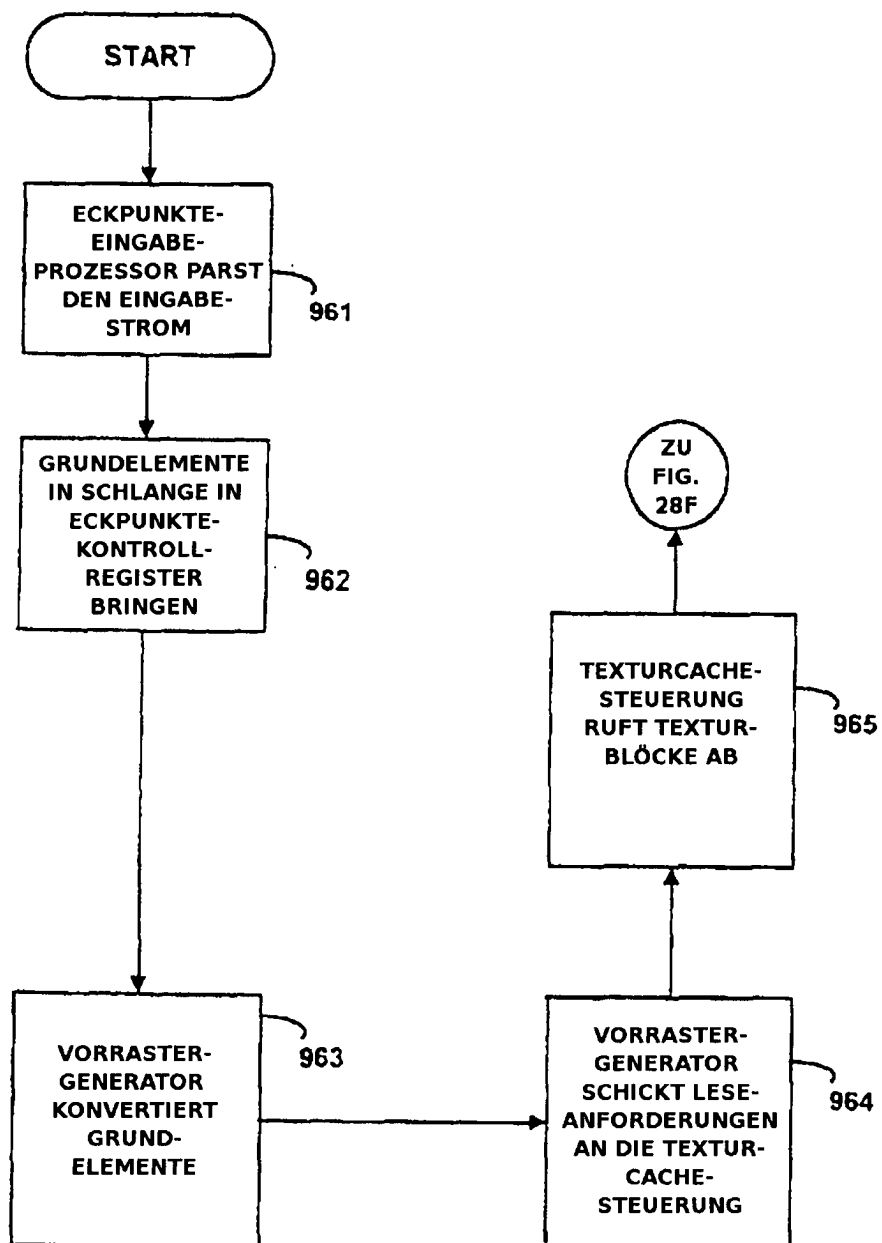 START
ECKPUNKTE-
EINGABE-
PROZESSOR PARST
DEN EINGABE-
STROM
961
GRUNDELEMENTE
IN SCHLANGE IN
ECKPUNKTE-
KONTROLL-
REGISTER
BRINGEN
962
VORRASTER-
GENERATOR
KONVERTIERT
GRUND-
ELEMENTE
963
VORRASTER-
GENERATOR
SCHICKT LESE-
ANFORDERUNGEN
AN DIE TEXTUR-
CACHE-
STEUERUNG
964
TEXTURCACHE-
STEUERUNG
RUFT TEXTUR-
BLÖCKE AB
965
ZU
FIG.
28F